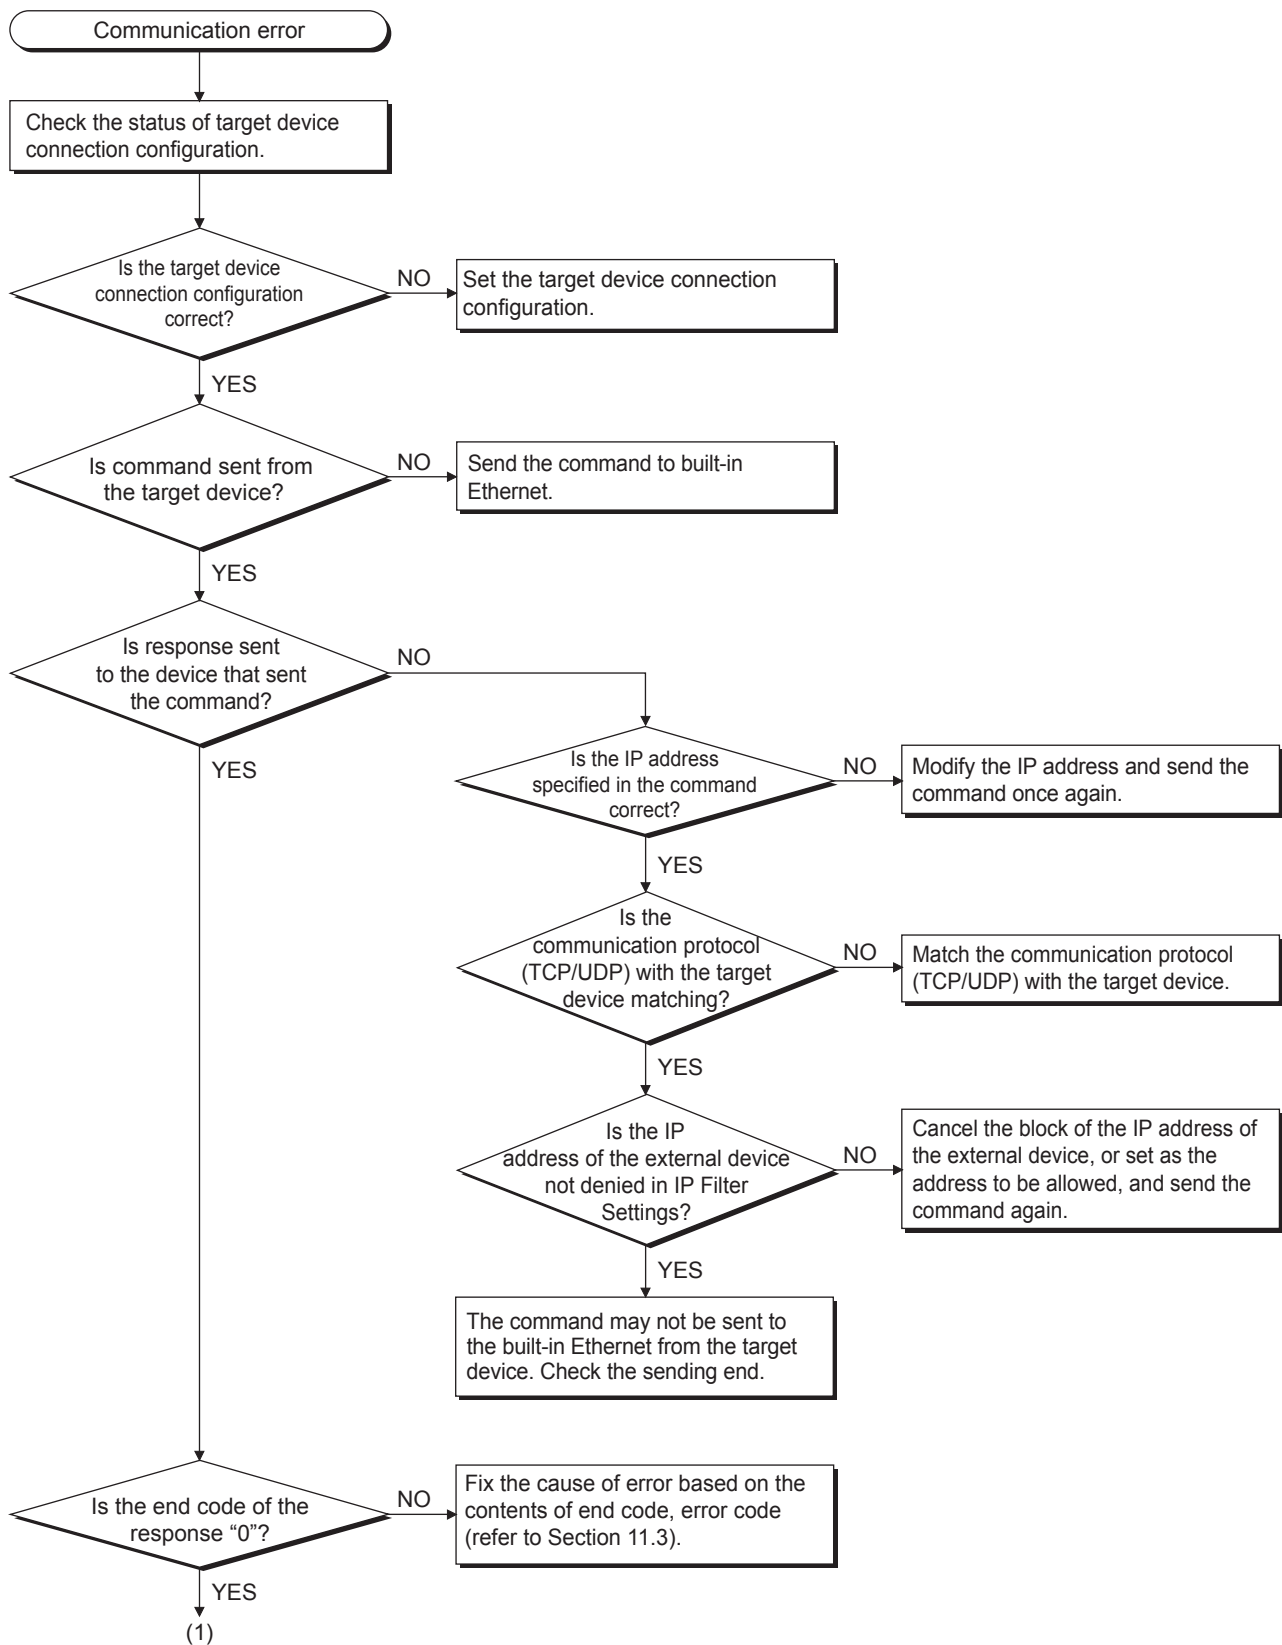 Communication error
Check the status of target device
connection configuration.
Is the target device
connection configuration
correct?
NO
Set the target device connection
configuration.
YES
Is command sent from
the target device?
NO
Send the command to built-in
Ethernet.
YES
Is response sent
to the device that sent
the command?
NO
YES
Is the IP address
specified in the command
correct?
NO
Modify the IP address and send the
command once again.
YES
Is the
communication protocol
(TCP/UDP) with the target
device matching?
NO
Match the communication protocol
(TCP/UDP) with the target device.
YES
Is the IP
address of the external device
not denied in IP Filter
Settings?
NO
Cancel the block of the IP address of
the external device, or set as the
address to be allowed, and send the
command again.
YES
The command may not be sent to
the built-in Ethernet from the target
device. Check the sending end.
Is the end code of the
response “0”?
NO
Fix the cause of error based on the
contents of end code, error code
(refer to Section 11.3).
YES
(1)